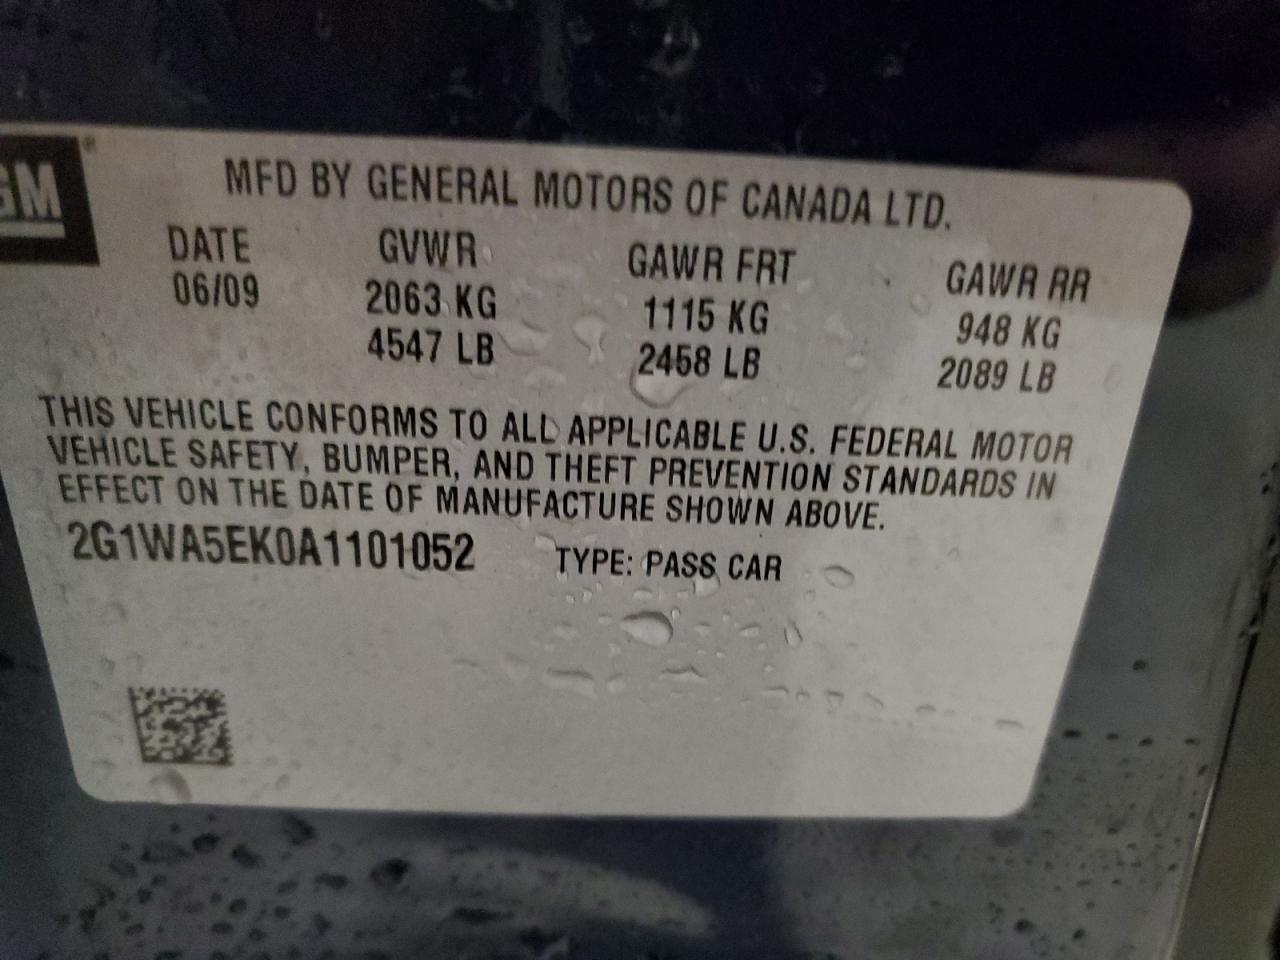 GM
MFD BY GENERAL MOTORS OF CANADA LTD.
DATE GVWR GAWR FRT GAWR RR
06/09 2063 KG 1115 KG 948 KG
4547 LB 2458 LB 2089 LB
THIS VEHICLE CONFORMS TO ALL APPLICABLE U.S. FEDERAL MOTOR
VEHICLE SAFETY, BUMPER, AND THEFT PREVENTION STANDARDS IN
EFFECT ON THE DATE OF MANUFACTURE SHOWN ABOVE.
2G1WA5EK0A1101052 TYPE: PASS CAR